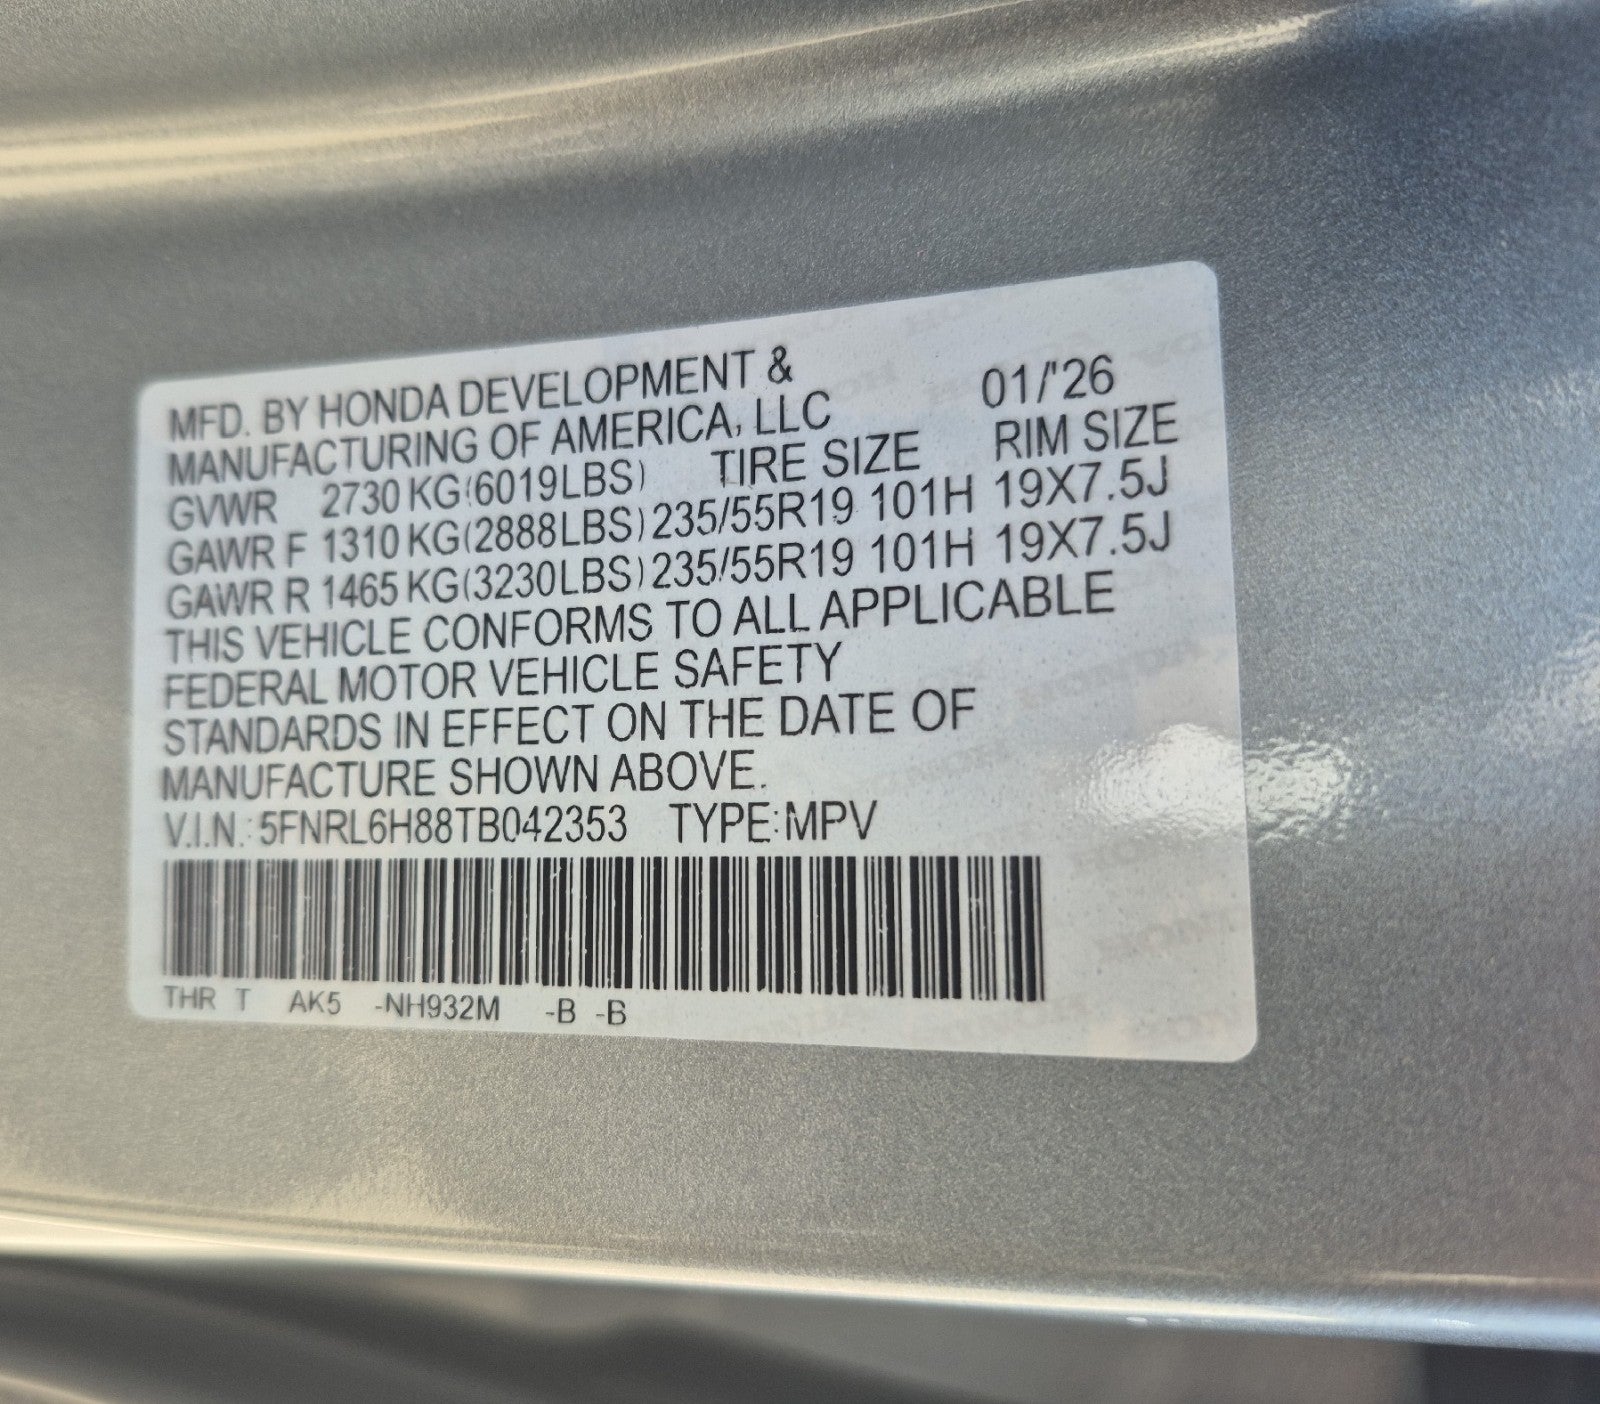 MFD. BY HONDA DEVELOPMENT &
MANUFACTURING OF AMERICA, LLC 01/'26
GVWR 2730 KG(6019LBS) TIRE SIZE RIM SIZE
GAWR F 1310 KG(2888LBS) 235/55R19 101H 19X7.5J
GAWR R 1465 KG(3230LBS) 235/55R19 101H 19X7.5J
THIS VEHICLE CONFORMS TO ALL APPLICABLE
FEDERAL MOTOR VEHICLE SAFETY
STANDARDS IN EFFECT ON THE DATE OF
MANUFACTURE SHOWN ABOVE.
V.I.N.: 5FNRL6H88TB042353 TYPE:MPV
THR T AK5 -NH932M -B -B